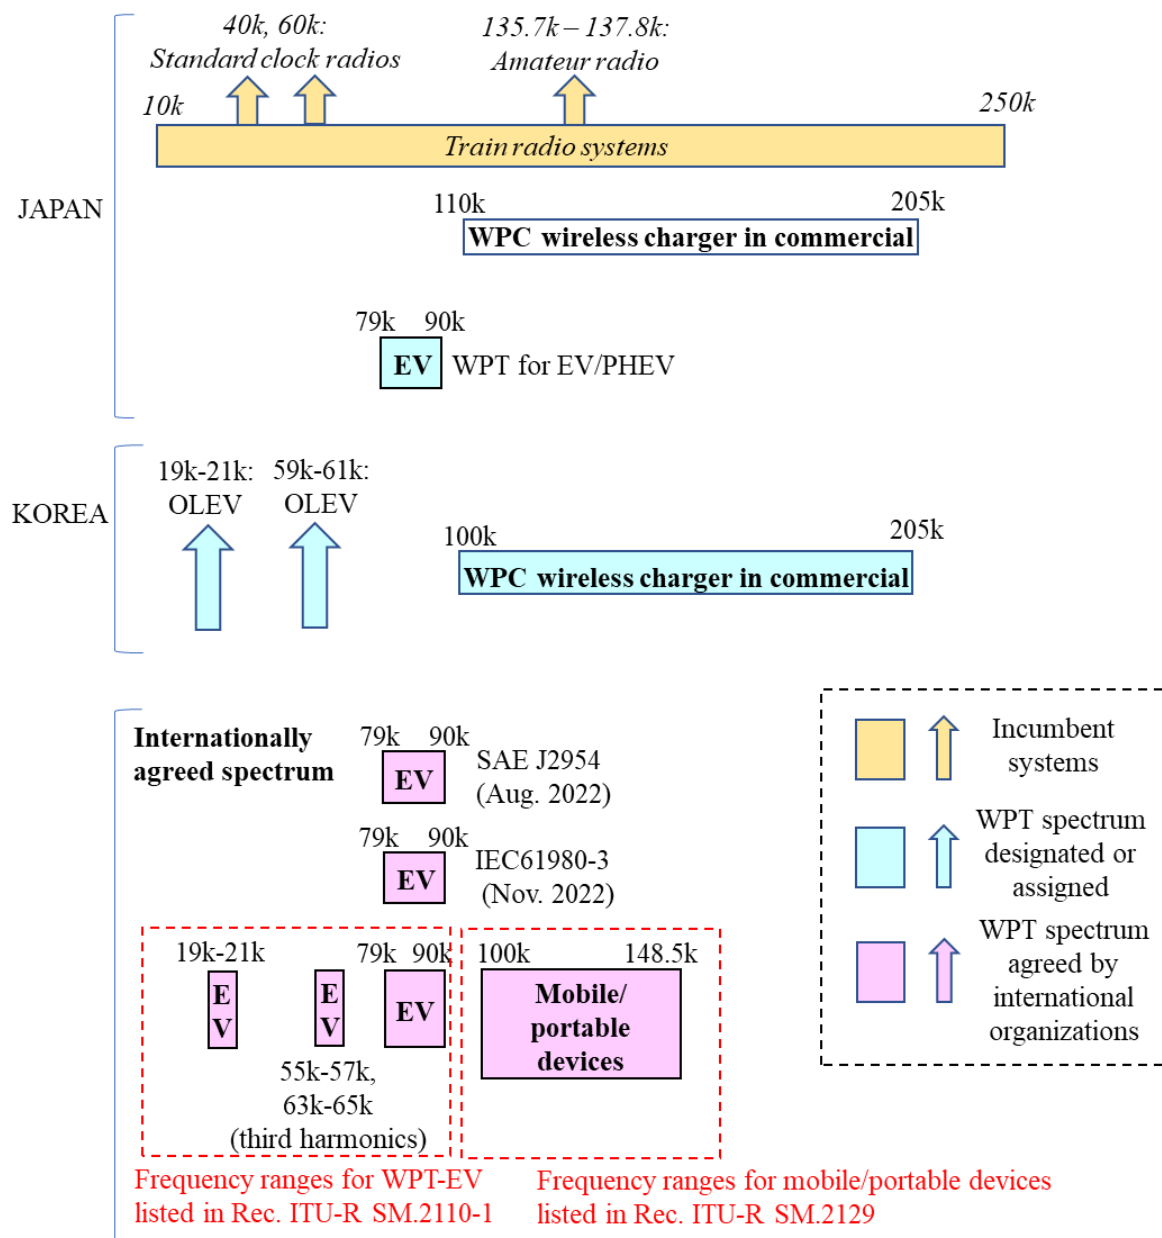 40k, 60k:
Standard clock radios
135.7k – 137.8k:
Amateur radio
10k
250k
Train radio systems
JAPAN
110k
205k
WPC wireless charger in commercial
79k
90k
EV
WPT for EV/PHEV
KOREA
19k-21k:
OLEV
59k-61k:
OLEV
100k
205k
WPC wireless charger in commercial
Internationally
agreed spectrum
79k
90k
EV
SAE J2954
(Aug. 2022)
79k
90k
EV
IEC61980-3
(Nov. 2022)
19k-21k
E
V
E
V
55k-57k,
63k-65k
(third harmonics)
79k
90k
EV
100k
148.5k
Mobile/
portable
devices
Frequency ranges for WPT-EV
listed in Rec. ITU-R SM.2110-1
Frequency ranges for mobile/portable devices
listed in Rec. ITU-R SM.2129
Incumbent
systems
WPT spectrum
designated or
assigned
WPT spectrum
agreed by
international
organizations